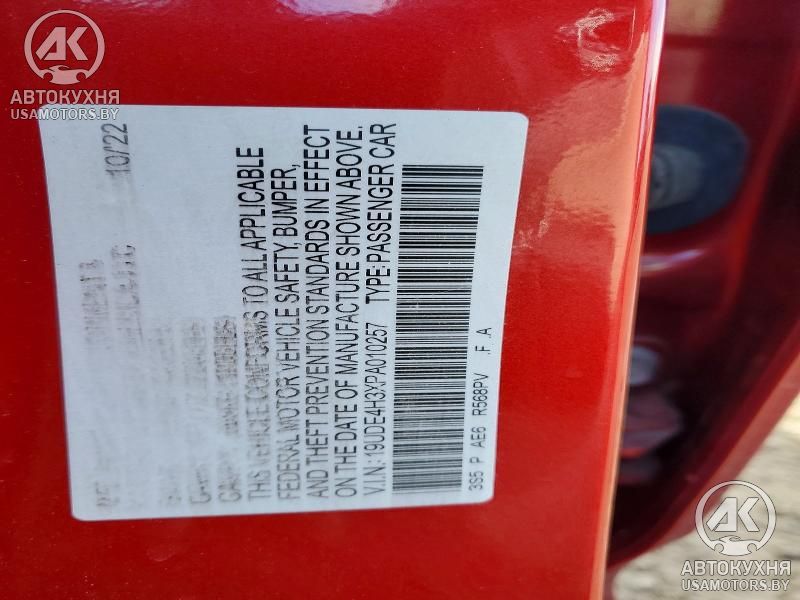 АВТОКУХНЯ
USAMOTORS.BY
10/22
THIS VEHICLE CONFORMS TO ALL APPLICABLE
FEDERAL MOTOR VEHICLE SAFETY, BUMPER,
AND THEFT PREVENTION STANDARDS IN EFFECT
ON THE DATE OF MANUFACTURE SHOWN ABOVE.
V.I.N.: 19UDE4H3XPA010257 TYPE:PASSENGER CAR
3S5 P AE6 R568PV .F .A
АВТОКУХНЯ
USAMOTORS.BY